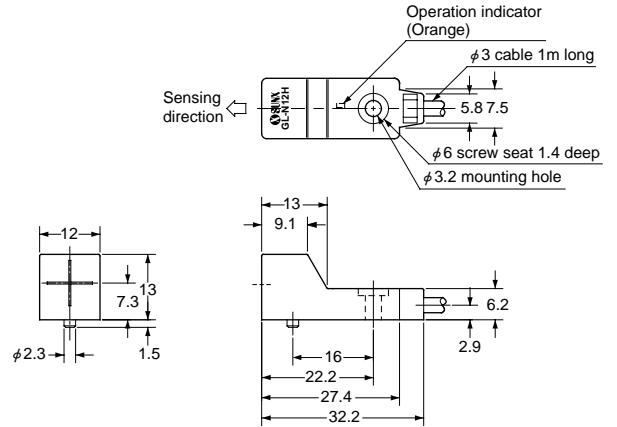 Operation indicator
(Orange)
φ3 cable 1m long
Sensing
direction
SUNX
GL-N12H
5.8 7.5
φ6 screw seat 1.4 deep
φ3.2 mounting hole
13
9.1
12
13
7.3
6.2
2.9
φ2.3
1.5
16
22.2
27.4
32.2